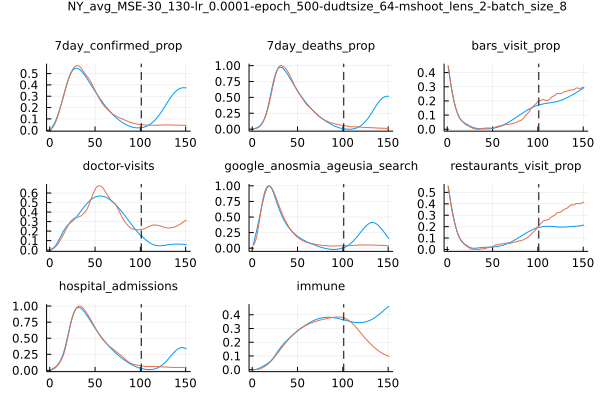 NY_avg_MSE-30_130-lr_0.0001-epoch_500-dudtsize_64-mshoot_lens_2-batch_size_8
7day_confirmed_prop
7day_deaths_prop
bars_visit_prop
0.5
0.4
0.3
0.2
0.1
0.0
0 50 100 150
1.00
0.75
0.50
0.25
0.00
0 50 100 150
0.4
0.3
0.2
0.1
0.0
0 50 100 150
doctor-visits
google_anosmia_ageusia_search
restaurants_visit_prop
0.6
0.5
0.4
0.3
0.2
0.1
0.0
0 50 100 150
1.00
0.75
0.50
0.25
0.00
0 50 100 150
0.5
0.4
0.3
0.2
0.1
0.0
0 50 100 150
hospital_admissions
immune
1.00
0.75
0.50
0.25
0.00
0 50 100 150
0.4
0.3
0.2
0.1
0.0
0 50 100 150